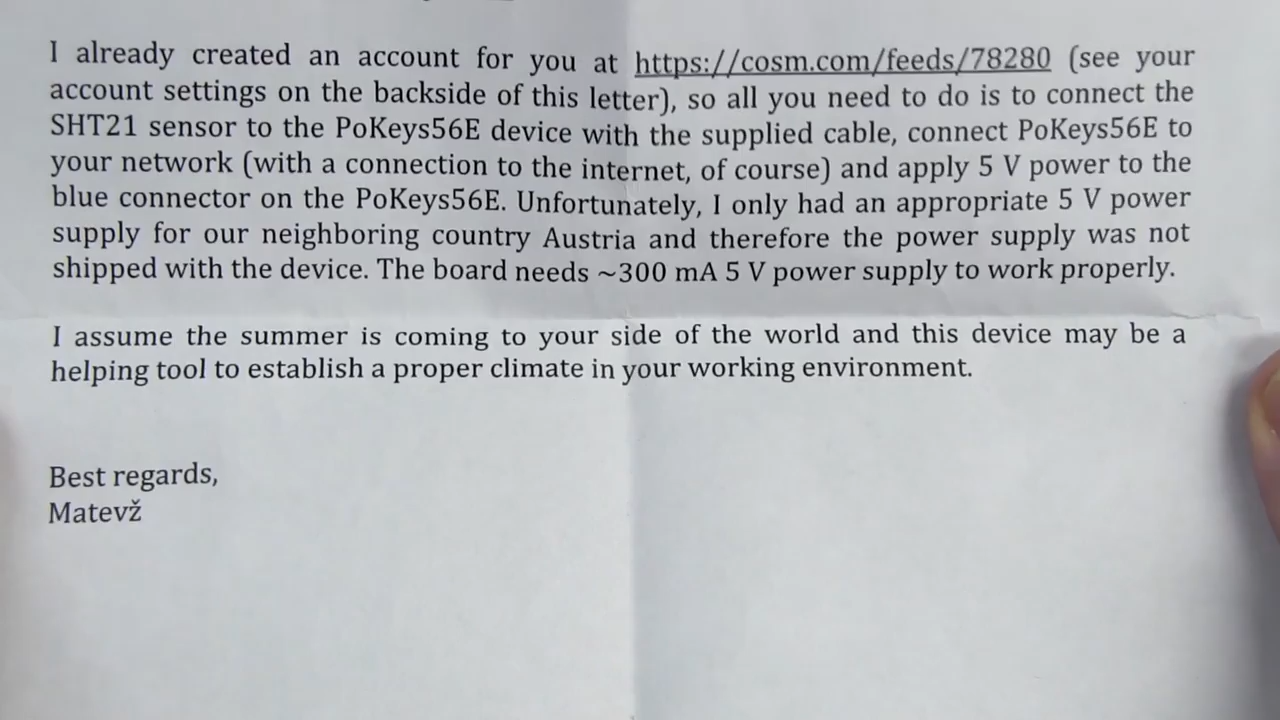 I already created an account for you at https://cosm.com/feeds/78280 (see your
account settings on the backside of this letter), so all you need to do is to connect the
SHT21 sensor to the PoKeys56E device with the supplied cable, connect PoKeys56E to
your network (with a connection to the internet, of course) and apply 5 V power to the
blue connector on the PoKeys56E. Unfortunately, I only had an appropriate 5 V power
supply for our neighboring country Austria and therefore the power supply was not
shipped with the device. The board needs ~300 mA 5 V power supply to work properly.
I assume the summer is coming to your side of the world and this device may be a
helping tool to establish a proper climate in your working environment.
Best regards,
Matevž